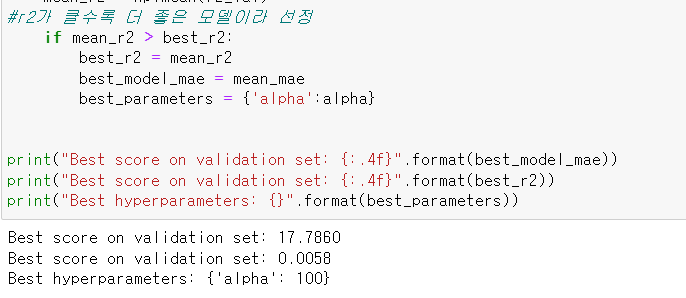 #r2가 클수록 더 좋은 모델이라 선정
if mean_r2 > best_r2:
best_r2 = mean_r2
best_model_mae = mean_mae
best_parameters = {'alpha':alpha}
print("Best score on validation set: {:.4f}".format(best_model_mae))
print("Best score on validation set: {:.4f}".format(best_r2))
print("Best hyperparameters: {}".format(best_parameters))
Best score on validation set: 17.7860
Best score on validation set: 0.0058
Best hyperparameters: {'alpha': 100}